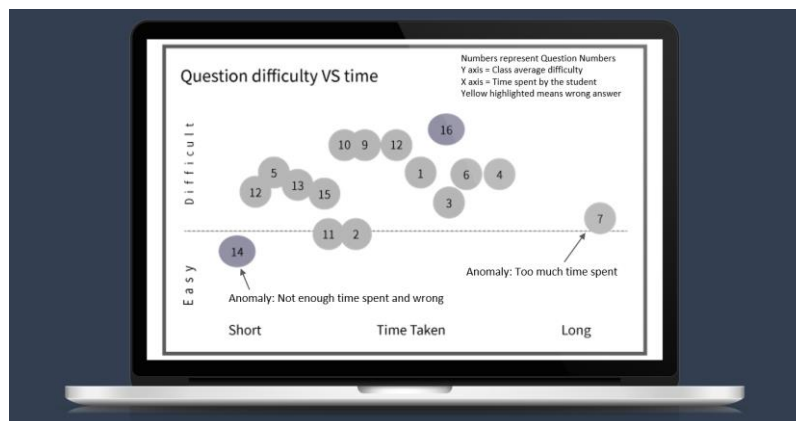 Question difficulty VS time
Numbers represent Question Numbers
Y axis = Class average difficulty
X axis = Time spent by the student
Yellow highlighted means wrong answer
Difficult
Easy
16
10 9 12
5
1
6
4
13
12
15
3
7
11 2
14
Anomaly: Too much time spent
Anomaly: Not enough time spent and wrong
Short
Time Taken
Long